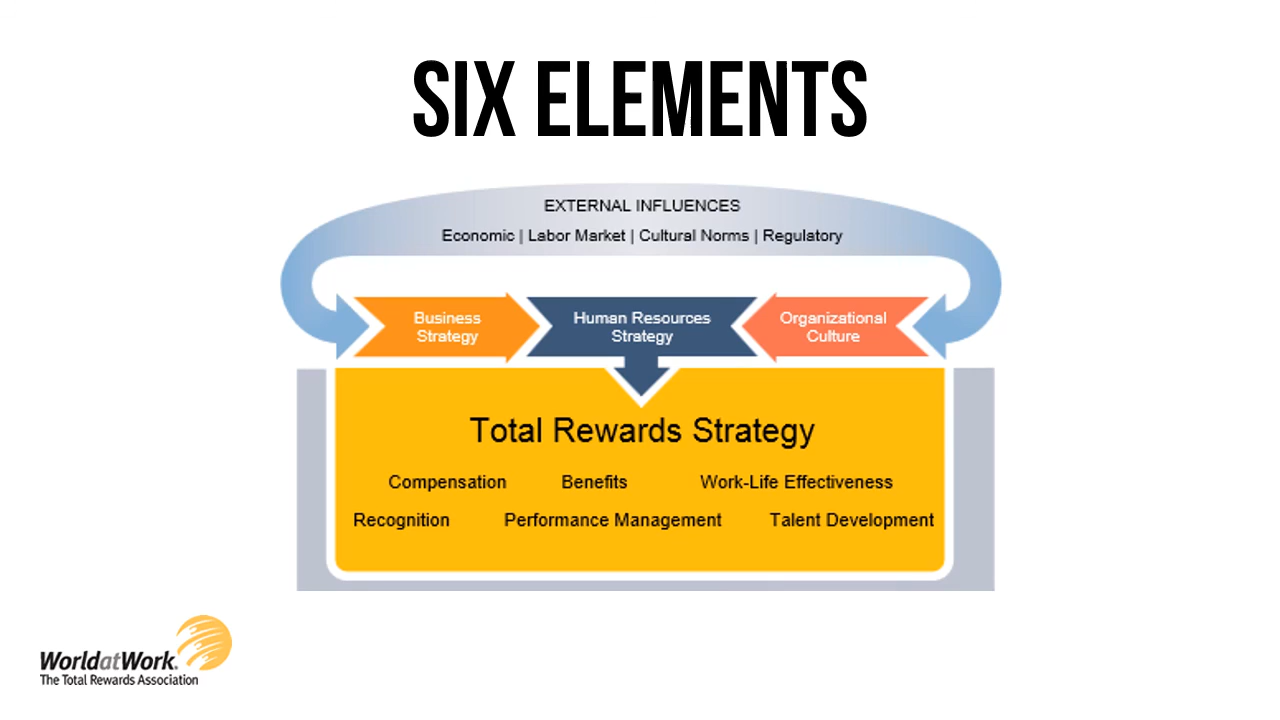 SIX ELEMENTS
EXTERNAL INFLUENCES
Economic | Labor Market | Cultural Norms | Regulatory
Business
Strategy
Human Resources
Strategy
Organizational
Culture
Total Rewards Strategy
Compensation Benefits Work-Life Effectiveness
Recognition Performance Management Talent Development
WorldatWork.
The Total Rewards Association